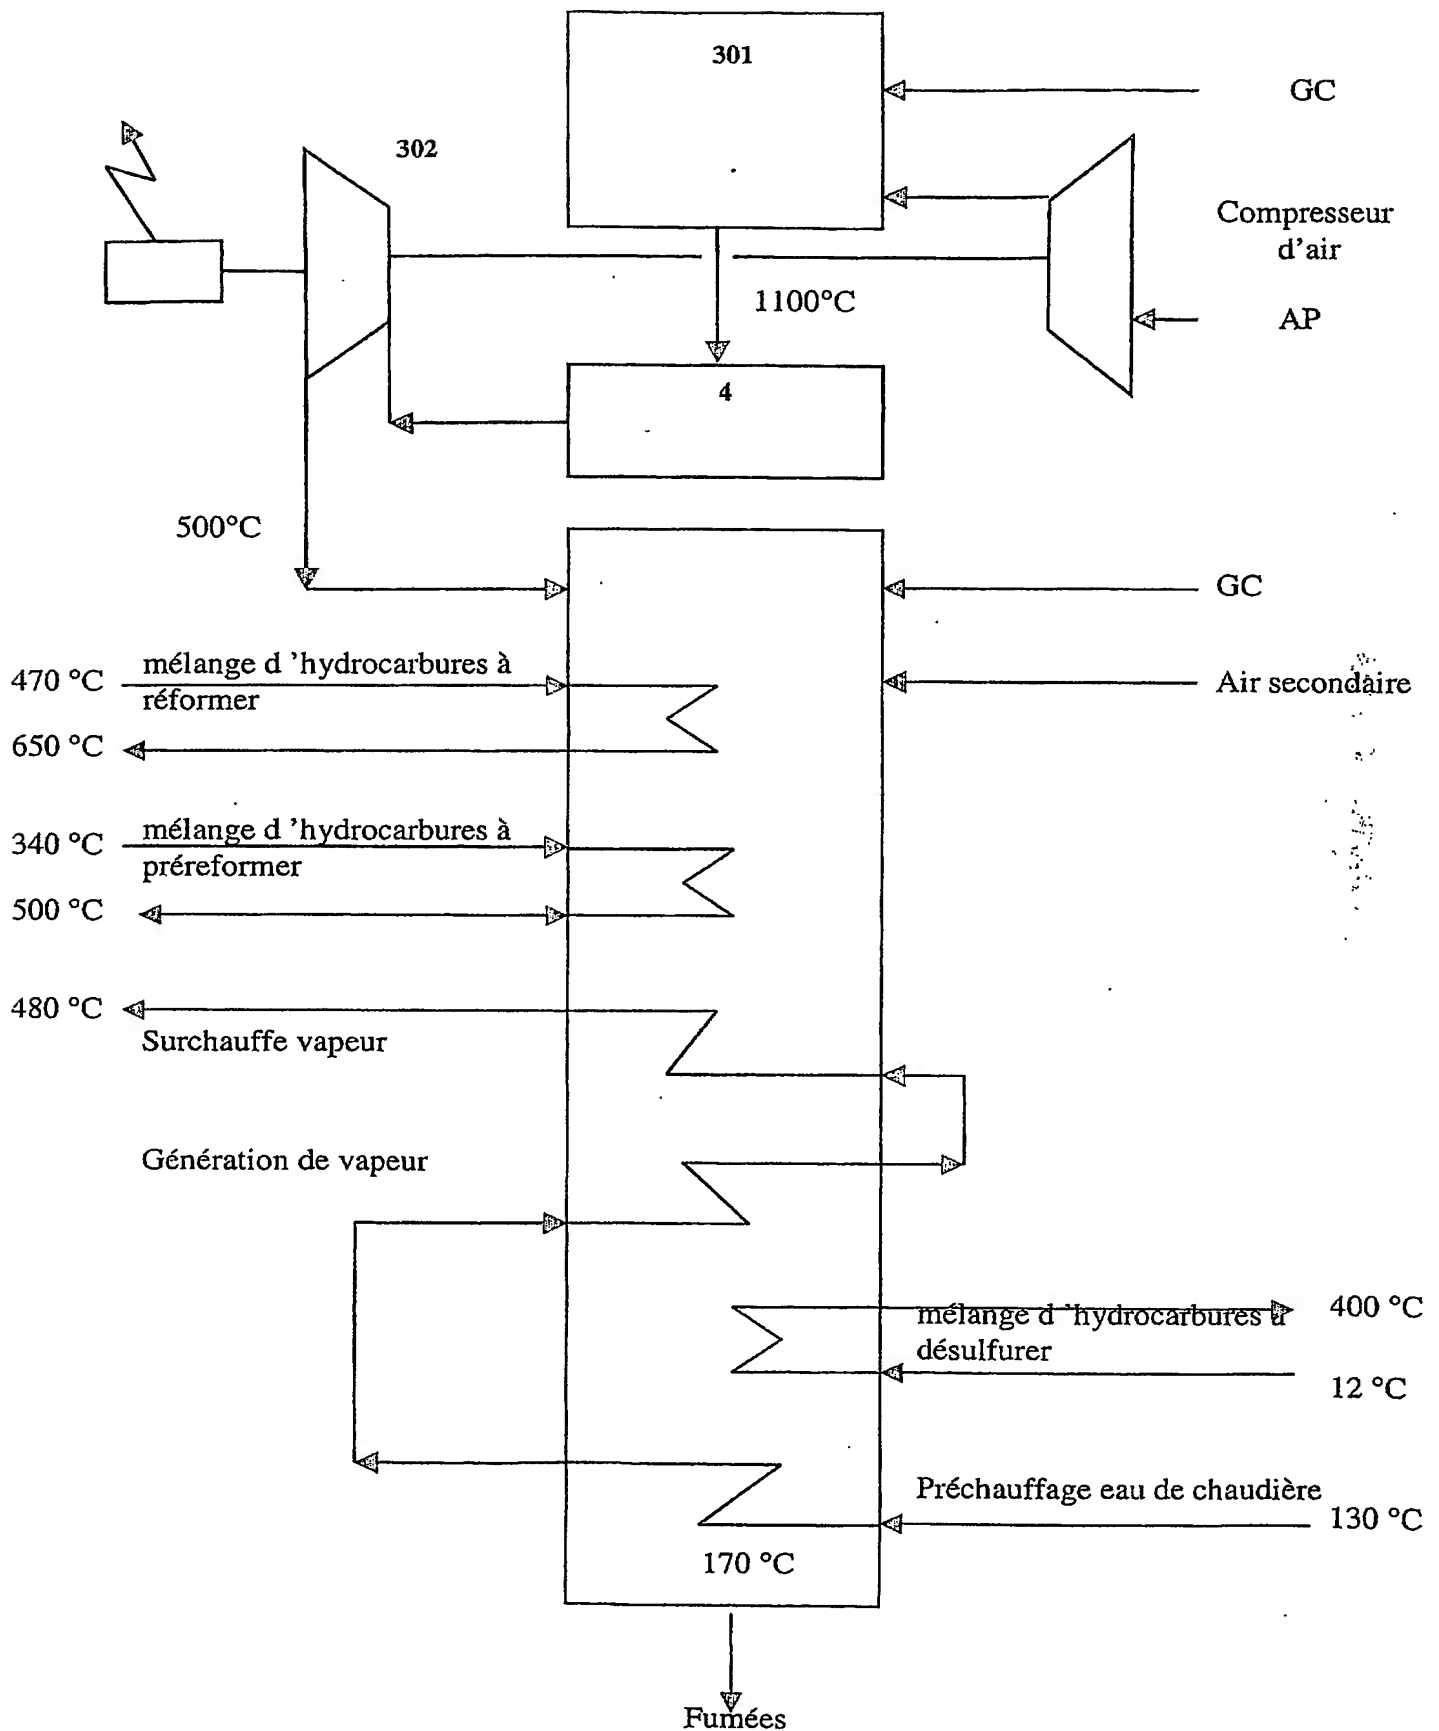 301
GC
302
Compresseur
d'air
1100°C
AP
4
500°C
GC
470 °C
mélange d 'hydrocarbures à
réformer
Air secondaire
650 °C
340 °C
mélange d 'hydrocarbures à
préreformer
500 °C
480 °C
Surchauffe vapeur
Génération de vapeur
400 °C
mélange d 'hydrocarbures à
désulfurer
12 °C
Préchauffage eau de chaudière
130 °C
170 °C
Fumées